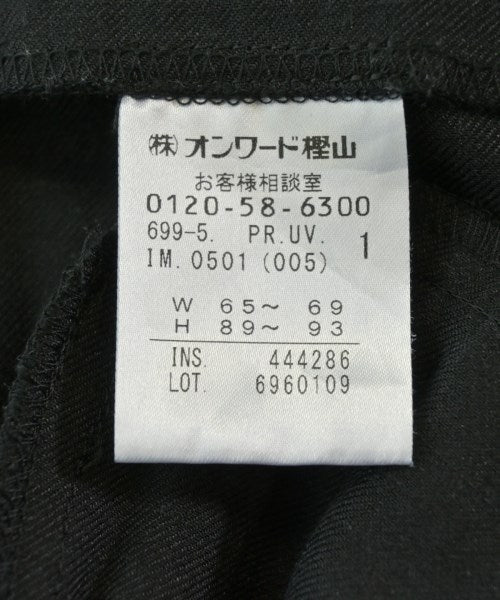 ㈱オンワード樫山
お客様相談室
0120-58-6300
699-5. PR.UV. 1
IM.0501(005)
W 65〜 69
H 89〜 93
INS. 444286
LOT. 6960109